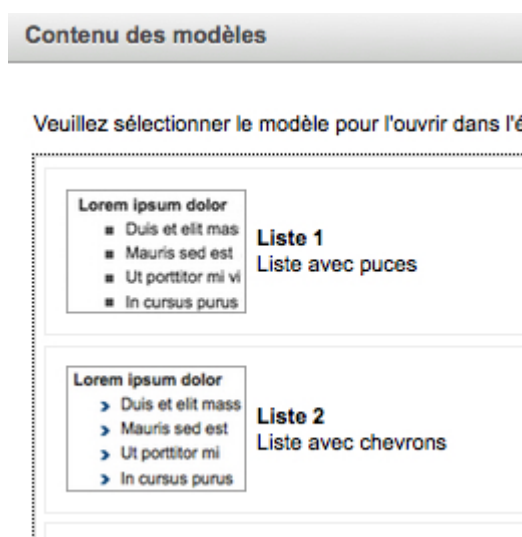 Contenu des modèles
Veuillez sélectionner le modèle pour l'ouvrir dans l'é
Lorem ipsum dolor
Duis et elit mas
Mauris sed est
Ut porttitor mi vi
In cursus purus
Liste 1
Liste avec puces
Lorem ipsum dolor
Duis et elit mass
Mauris sed est
Ut porttitor mi
In cursus purus
Liste 2
Liste avec chevrons